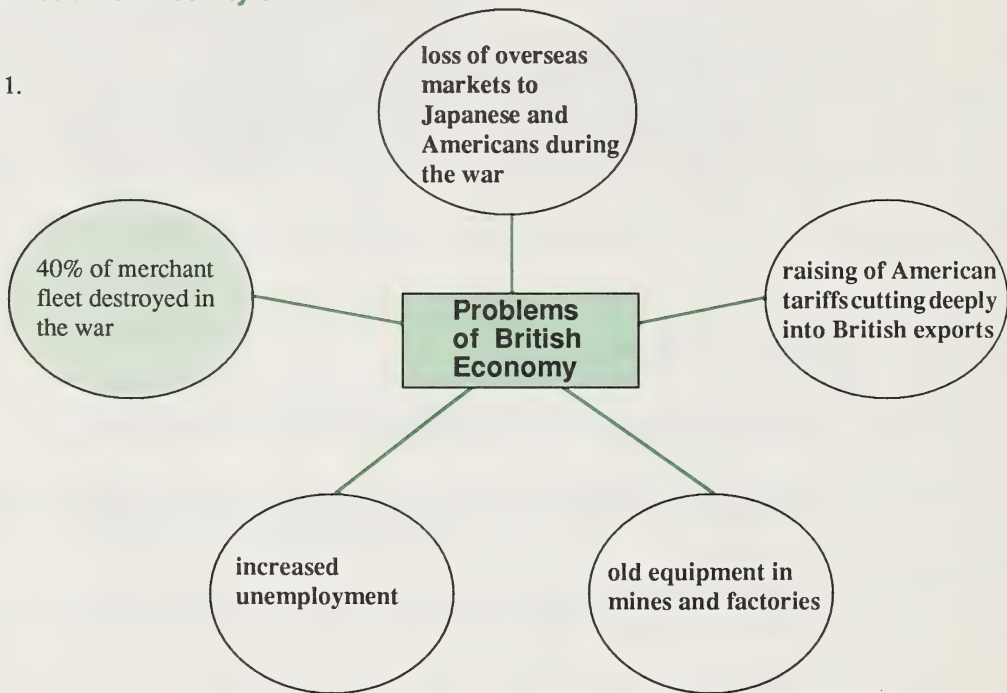 1.
loss of overseas
markets to
Japanese and
Americans during
the war
40% of merchant
fleet destroyed in
the war
raising of American
tariffs cutting deeply
into British exports
Problems
of British
Economy
increased
unemployment
old equipment in
mines and factories